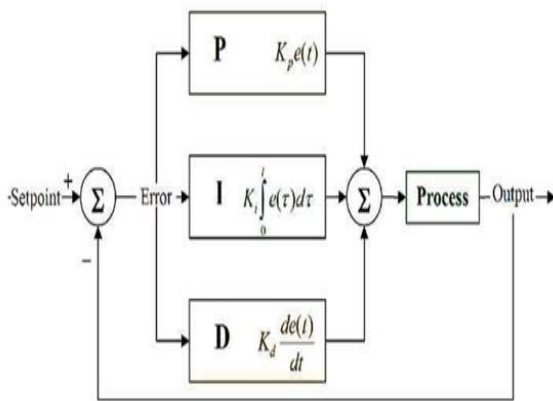 P K_p e(t)
-Setpoint + Σ Error I K_i ∫_0^t e(τ)dτ Σ Process Output
−
D K_d de(t)/dt